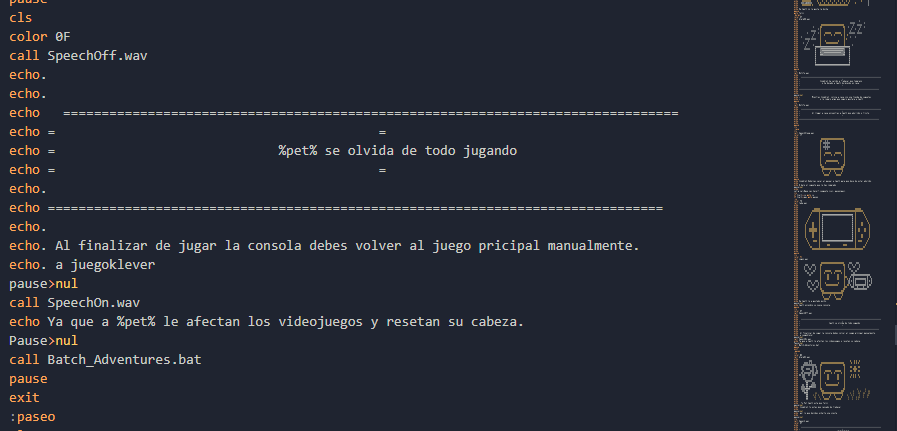 pause
cls
color 0F
call SpeechOff.wav
echo.
echo.
echo   ================================================================================
echo =                                          =
echo =                             %pet% se olvida de todo jugando
echo =                                          =
echo.
echo ================================================================================
echo.
echo. Al finalizar de jugar la consola debes volver al juego pricipal manualmente.
echo. a juegoklever
pause>nul
call SpeechOn.wav
echo Ya que a %pet% le afectan los videojuegos y resetan su cabeza.
Pause>nul
call Batch_Adventures.bat
pause
exit
:paseo